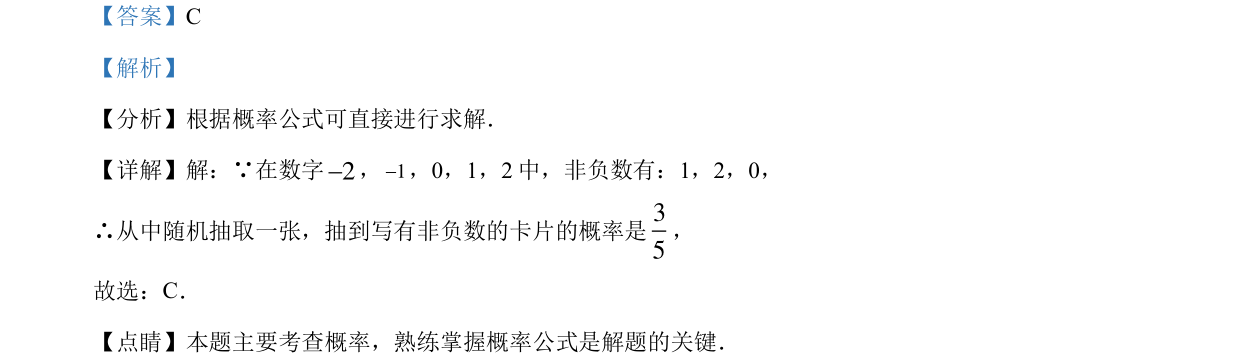 【答案】C
【解析】
【分析】根据概率公式可直接进行求解．
【详解】解：∵在数字−2，−1，0，1，2 中，非负数有：1，2，0，
∴从中随机抽取一张，抽到写有非负数的卡片的概率是3/5，
故选：C．
【点睛】本题主要考查概率，熟练掌握概率公式是解题的关键．